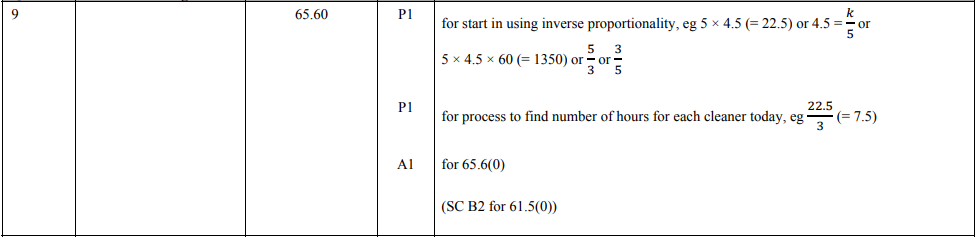 9 65.60 P1 for start in using inverse proportionality, eg 5 × 4.5 (= 22.5) or 4.5 = k/5 or
5 × 4.5 × 60 (= 1350) or 5/3 or 3/5
P1 for process to find number of hours for each cleaner today, eg 22.5/3 (= 7.5)
A1 for 65.6(0)
(SC B2 for 61.5(0))